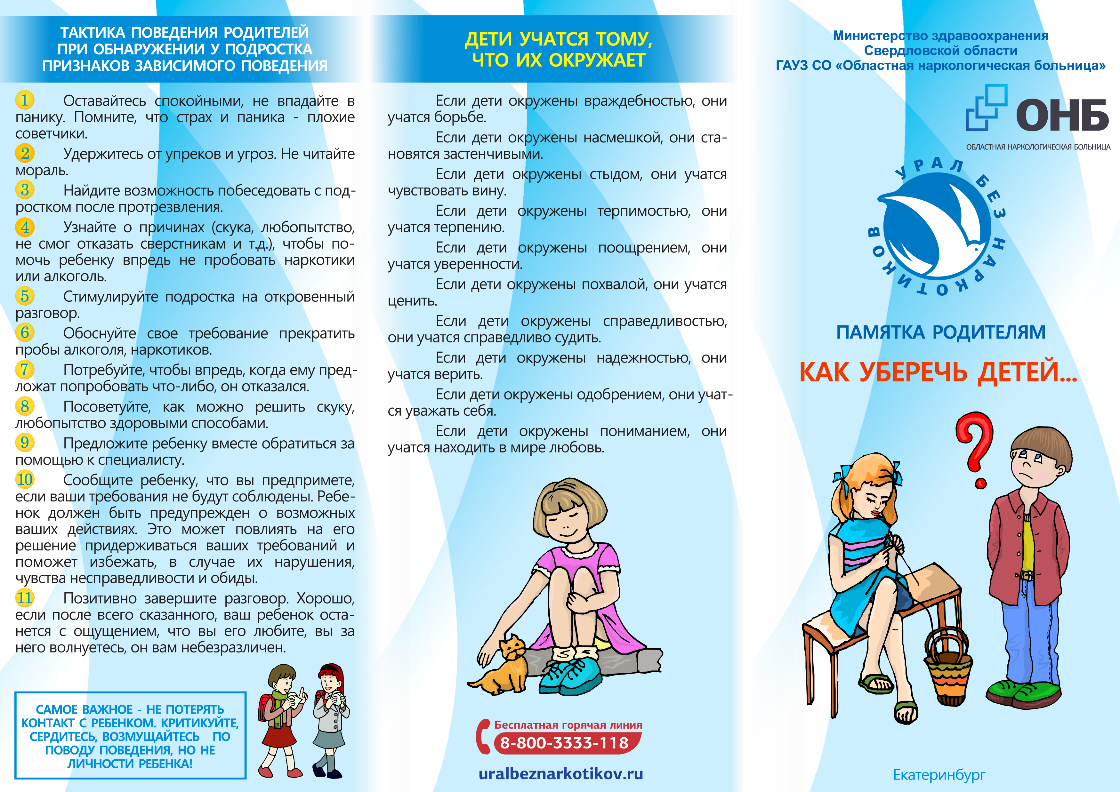 ТАКТИКА ПОВЕДЕНИЯ РОДИТЕЛЕЙ
ПРИ ОБНАРУЖЕНИИ У ПОДРОСТКА
ПРИЗНАКОВ ЗАВИСИМОГО ПОВЕДЕНИЯ
1 Оставайтесь спокойными, не впадайте в
панику. Помните, что страх и паника - плохие
советчики.
2 Удержитесь от упреков и угроз. Не читайте
мораль.
3 Найдите возможность побеседовать с под-
ростком после протрезвления.
4 Узнайте о причинах (скука, любопытство,
не смог отказать сверстникам и т.д.), чтобы по-
мочь ребенку впредь не пробовать наркотики
или алкоголь.
5 Стимулируйте подростка на откровенный
разговор.
6 Обоснуйте свое требование прекратить
пробы алкоголя, наркотиков.
7 Потребуйте, чтобы впредь, когда ему пред-
ложат попробовать что-либо, он отказался.
8 Посоветуйте, как можно решить скуку,
любопытство здоровыми способами.
9 Предложите ребенку вместе обратиться за
помощью к специалисту.
10 Сообщите ребенку, что вы предпримете,
если ваши требования не будут соблюдены. Ребе-
нок должен быть предупрежден о возможных
ваших действиях. Это может повлиять на его
решение придерживаться ваших требований и
поможет избежать, в случае их нарушения,
чувства несправедливости и обиды.
11 Позитивно завершите разговор. Хорошо,
если после всего сказанного, ваш ребенок оста-
нется с ощущением, что вы его любите, вы за
него волнуетесь, он вам небезразличен.
САМОЕ ВАЖНОЕ - НЕ ПОТЕРЯТЬ
КОНТАКТ С РЕБЕНКОМ. КРИТИКУЙТЕ,
СЕРДИТЕСЬ, ВОЗМУЩАЙТЕСЬ ПО
ПОВОДУ ПОВЕДЕНИЯ, НО НЕ
ЛИЧНОСТИ РЕБЕНКА!
ДЕТИ УЧАТСЯ ТОМУ,
ЧТО ИХ ОКРУЖАЕТ
Если дети окружены враждебностью, они
учатся борьбе.
Если дети окружены насмешкой, они ста-
новятся застенчивыми.
Если дети окружены стыдом, они учатся
чувствовать вину.
Если дети окружены терпимостью, они
учатся терпению.
Если дети окружены поощрением, они
учатся уверенности.
Если дети окружены похвалой, они учатся
ценить.
Если дети окружены справедливостью,
они учатся справедливо судить.
Если дети окружены надежностью, они
учатся верить.
Если дети окружены одобрением, они учат-
ся уважать себя.
Если дети окружены пониманием, они
учатся находить в мире любовь.
Бесплатная горячая линия
8-800-3333-118
uralbeznarkotikov.ru
Министерство здравоохранения
Свердловской области
ГАУЗ СО «Областная наркологическая больница»
ОНБ
ОБЛАСТНАЯ НАРКОЛОГИЧЕСКАЯ БОЛЬНИЦА
УРАЛ БЕЗ НАРКОТИКОВ
ПАМЯТКА РОДИТЕЛЯМ
КАК УБЕРЕЧЬ ДЕТЕЙ...
?
Екатеринбург